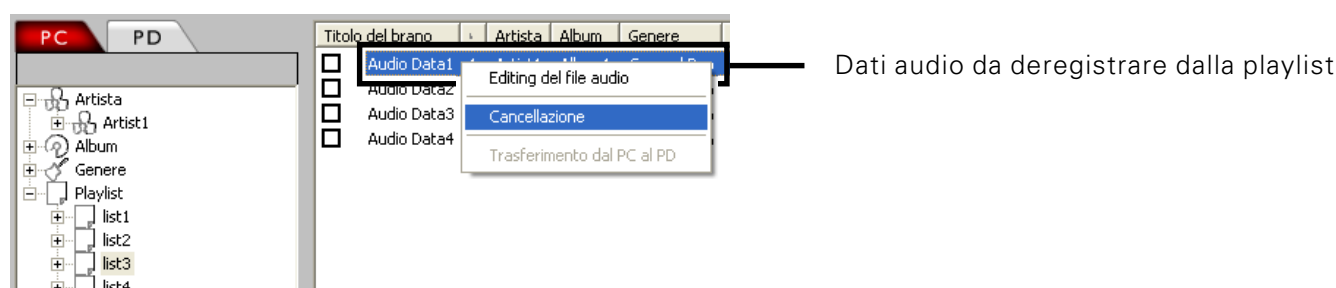 PC PD
Titolo del brano Artista Album Genere
Audio Data1
Editing del file audio
Audio Data2
Audio Data3
Cancellazione
Audio Data4
Trasferimento dal PC al PD
Dati audio da deregistrare dalla playlist
Artista
Artist1
Album
Genere
Playlist
list1
list2
list3
list4